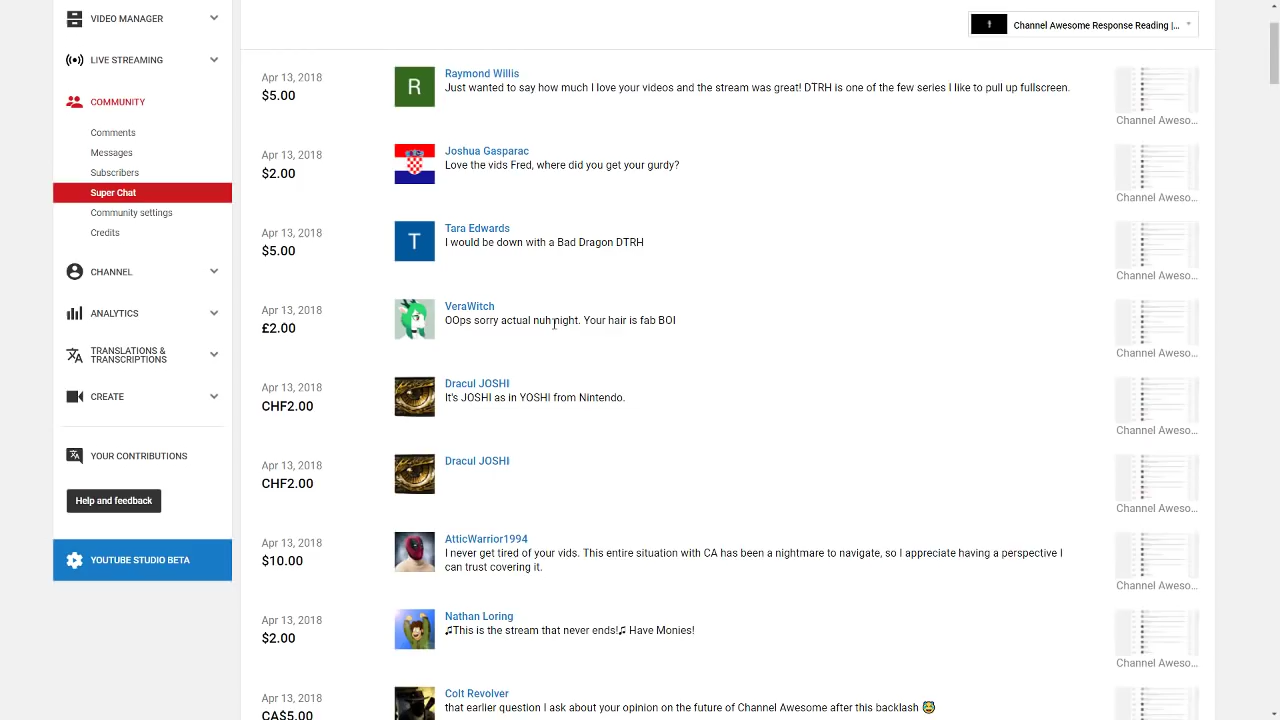 VIDEO MANAGER
LIVE STREAMING
COMMUNITY
Comments
Messages
Subscribers
Super Chat
Community settings
Credits
CHANNEL
ANALYTICS
TRANSLATIONS &
TRANSCRIPTIONS
CREATE
YOUR CONTRIBUTIONS
Help and feedback
YOUTUBE STUDIO BETA
Channel Awesome Response Reading |...
Apr 13, 2018
$5.00
Raymond Willis
Just wanted to say how much I love your videos and the stream was great! DTRH is one of the few series I like to pull up fullscreen.
Channel Aweso...
Apr 13, 2018
$2.00
Joshua Gasparac
Love the vids Fred, where did you get your gurdy?
Channel Aweso...
Apr 13, 2018
$5.00
Tara Edwards
I would be down with a Bad Dragon DTRH
Channel Aweso...
Apr 13, 2018
£2.00
VeraWitch
OOps sorry actual rub right. Your hair is fab BOI
Channel Aweso...
Apr 13, 2018
CHF2.00
Dracul JOSHI
It's JOSHI as in YOSHI from Nintendo.
Channel Aweso...
Apr 13, 2018
CHF2.00
Dracul JOSHI
Channel Aweso...
Apr 13, 2018
$10.00
AtticWarrior1994
Never get tired of your vids. This entire situation with CA has been a nightmare to navigate, so I appreciate having a perspective I
can trust covering it.
Channel Aweso...
Apr 13, 2018
$2.00
Nathan Loring
♫This is the stream that never ends!♫ Have Monies!
Channel Aweso...
Apr 13, 2018
CA$5.00
Colt Revolver
question I asked but your opinion on the future of Channel Awesome after this backlash